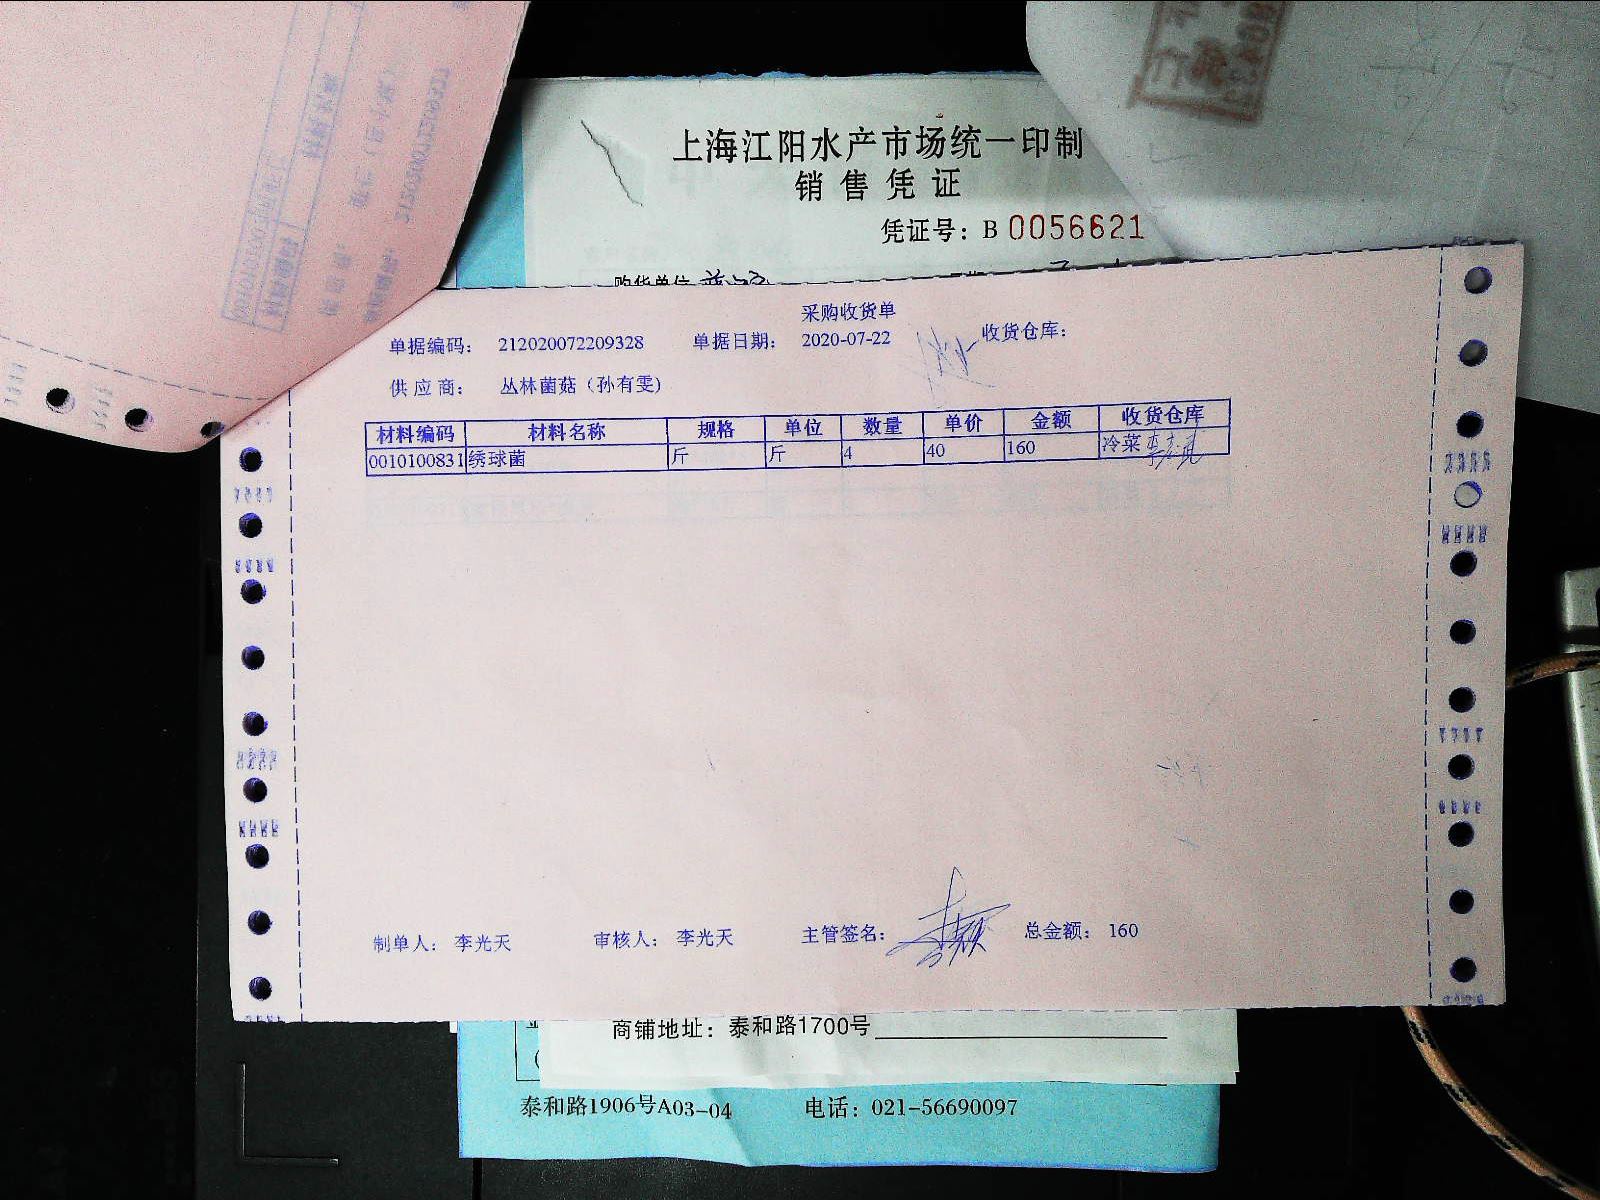 上海江阳水产市场统一印制
销售凭证
凭证号：B 0056621
购货单位
采购收货单
单据编码： 212020072209328 单据日期： 2020-07-22 收货仓库：
供应商： 丛林菌菇（孙有雯）
材料编码 材料名称 规格 单位 数量 单价 金额 收货仓库
0010100831 绣球菌 斤 斤 4 40 160 冷菜
制单人： 李光天 审核人： 李光天 主管签名： 总金额： 160
商铺地址：泰和路1700号
泰和路1906号A03-04 电话：021-56690097